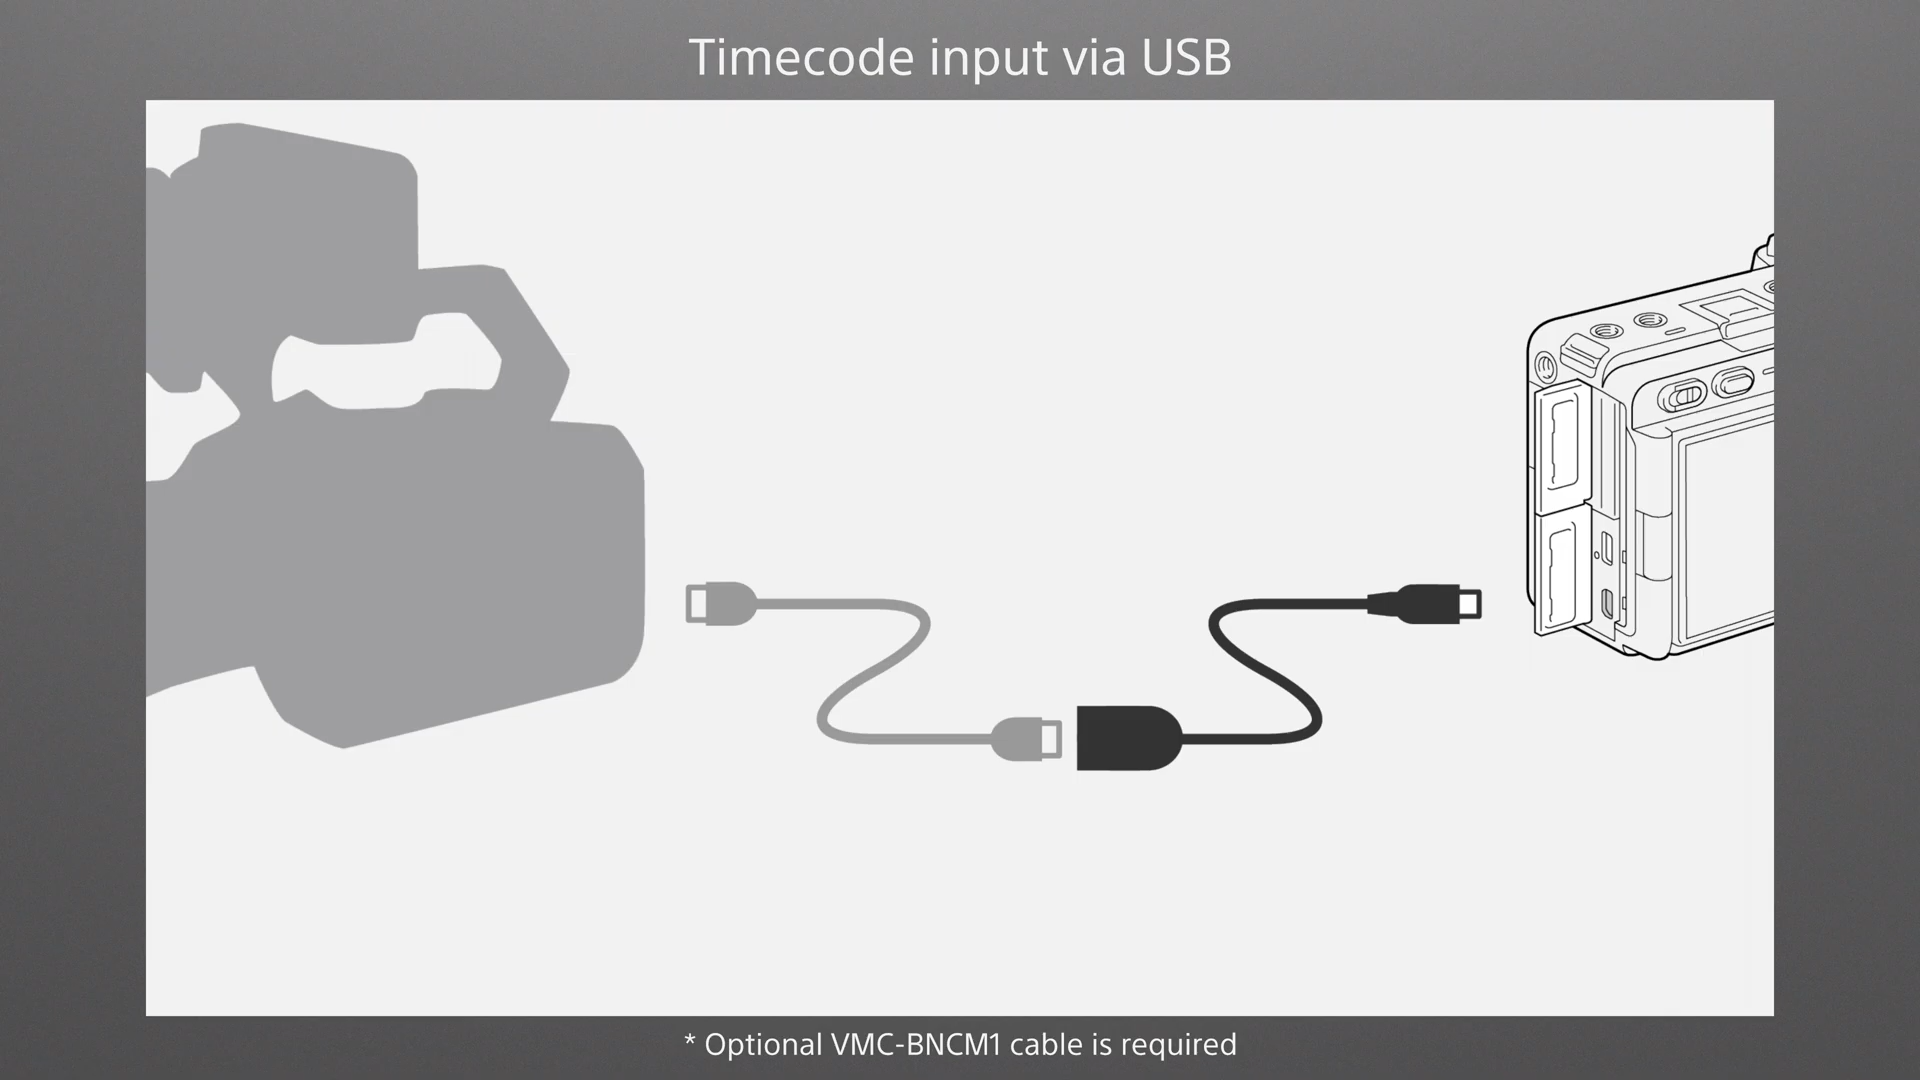 Timecode input via USB
* Optional VMC-BNCM1 cable is required